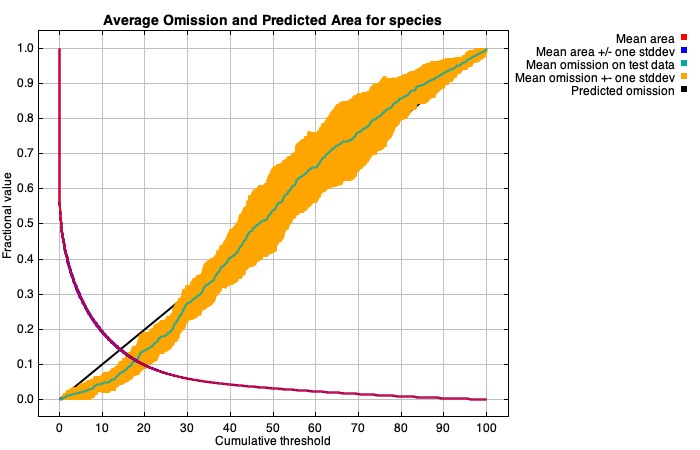 Average Omission and Predicted Area for species
Mean area
Mean area +/- one stddev
Mean omission on test data
Mean omission +- one stddev
Predicted omission
Fractional value
1.0
0.9
0.8
0.7
0.6
0.5
0.4
0.3
0.2
0.1
0.0
0 10 20 30 40 50 60 70 80 90 100
Cumulative threshold